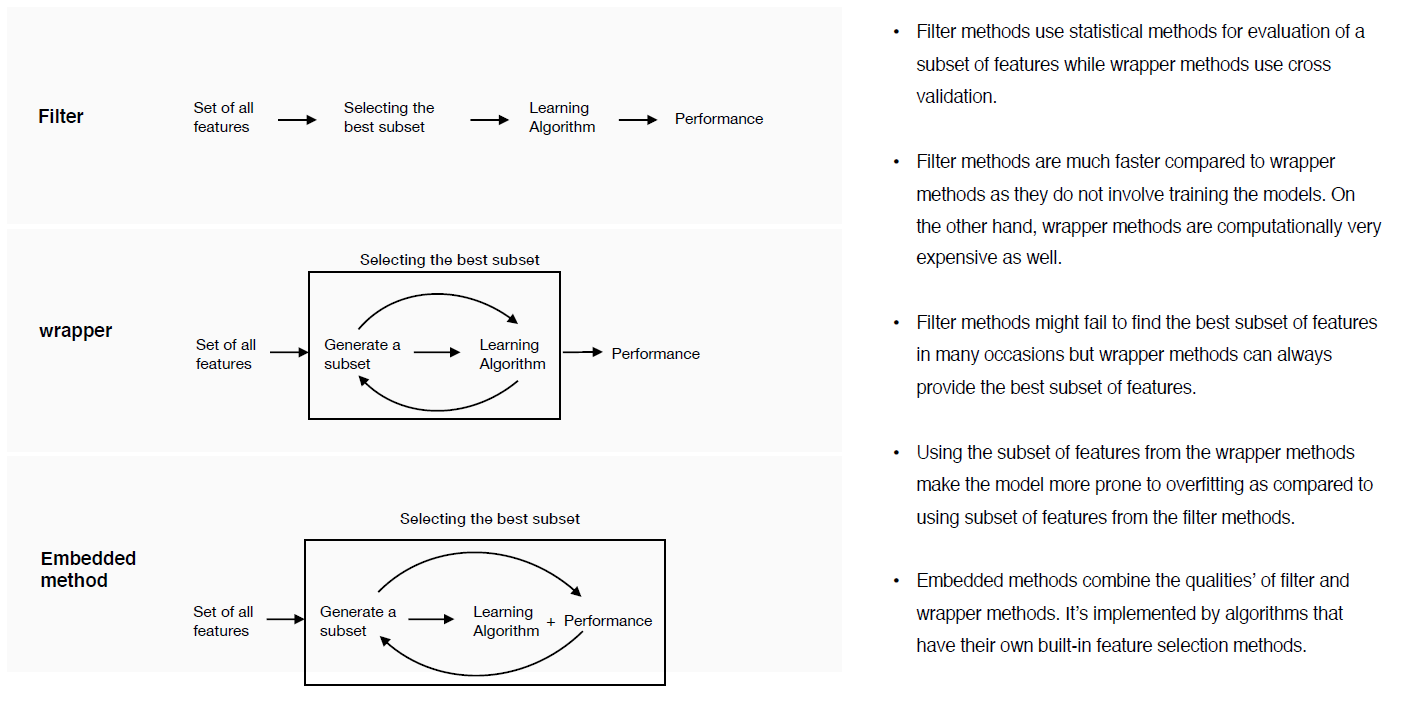 Filter
Set of all
features
Selecting the
best subset
Learning
Algorithm
Performance
Selecting the best subset
wrapper
Set of all
features
Generate a
subset
Learning
Algorithm
Performance
Selecting the best subset
Embedded
method
Set of all
features
Generate a
subset
Learning
Algorithm
+
Performance
• Filter methods use statistical methods for evaluation of a
subset of features while wrapper methods use cross
validation.
• Filter methods are much faster compared to wrapper
methods as they do not involve training the models. On
the other hand, wrapper methods are computationally very
expensive as well.
• Filter methods might fail to find the best subset of features
in many occasions but wrapper methods can always
provide the best subset of features.
• Using the subset of features from the wrapper methods
make the model more prone to overfitting as compared to
using subset of features from the filter methods.
• Embedded methods combine the qualities’ of filter and
wrapper methods. It’s implemented by algorithms that
have their own built-in feature selection methods.